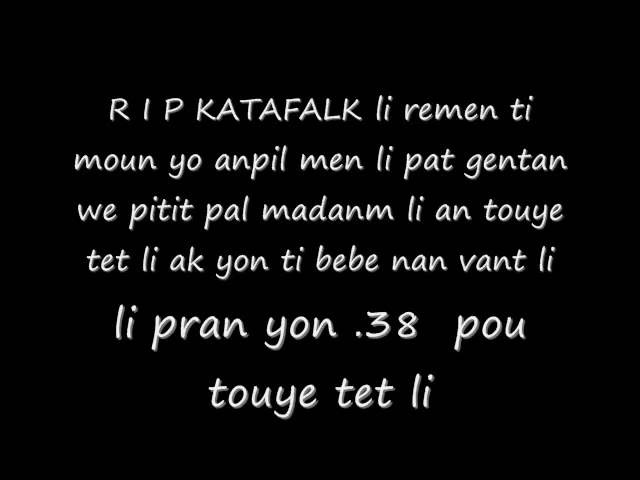 R I P KATAFALK li remen ti
moun yo anpil men li pat gentan
we pitit pal madanm li an touye
tet li ak yon ti bebe nan vant li
li pran yon .38 pou
touye tet li